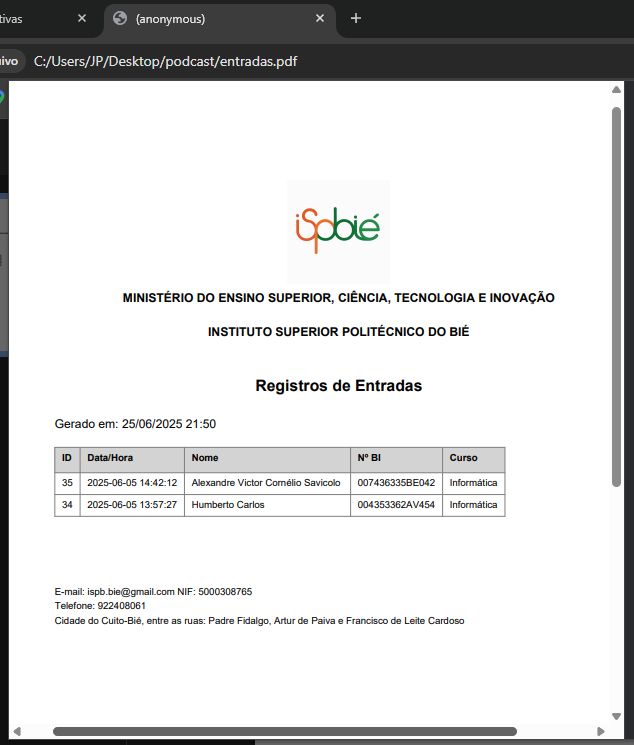 tivas
(anonymous)
ivo
C:/Users/JP/Desktop/podcast/entradas.pdf
ispbié
MINISTÉRIO DO ENSINO SUPERIOR, CIÊNCIA, TECNOLOGIA E INOVAÇÃO
INSTITUTO SUPERIOR POLITÉCNICO DO BIÉ
Registros de Entradas
Gerado em: 25/06/2025 21:50
ID Data/Hora Nome Nº BI Curso
35 2025-06-05 14:42:12 Alexandre Victor Cornélio Savicolo 007436335BE042 Informática
34 2025-06-05 13:57:27 Humberto Carlos 004353362AV454 Informática
E-mail: ispb.bie@gmail.com NIF: 5000308765
Telefone: 922408061
Cidade do Cuito-Bié, entre as ruas: Padre Fidalgo, Artur de Paiva e Francisco de Leite Cardoso